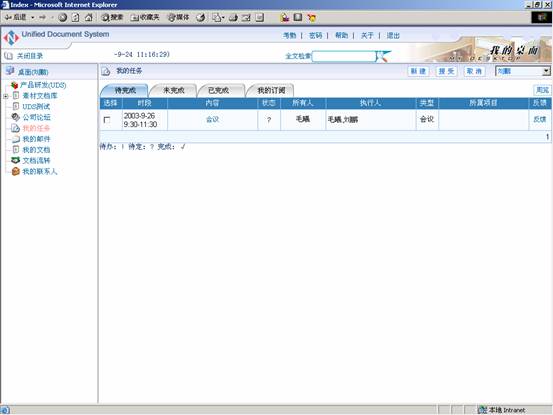 Index - Microsoft Internet Explorer
后退 搜索 收藏夹 媒体
Unified Document System
考勤 | 密码 | 帮助 | 关于 | 退出
关闭目录 -9-24 11:16:29) 全文检索 我的桌面
MY DESKTOP
桌面(刘鹏) 我的任务 新建 接受 取消 刘鹏
产品研发(UDS)
素材文档库
UDS测试
公司论坛
我的任务
我的邮件
我的文档
文档流转
我的联系人
待完成 未完成 已完成 我的订阅 周览
选择 时段 内容 状态 所有人 执行人 类型 所属项目 反馈
2003-9-26 9:30-11:30 会议 ? 毛曦 毛曦,刘鹏 会议 反馈
1
待办:! 待定:? 完成:√
本地 Intranet